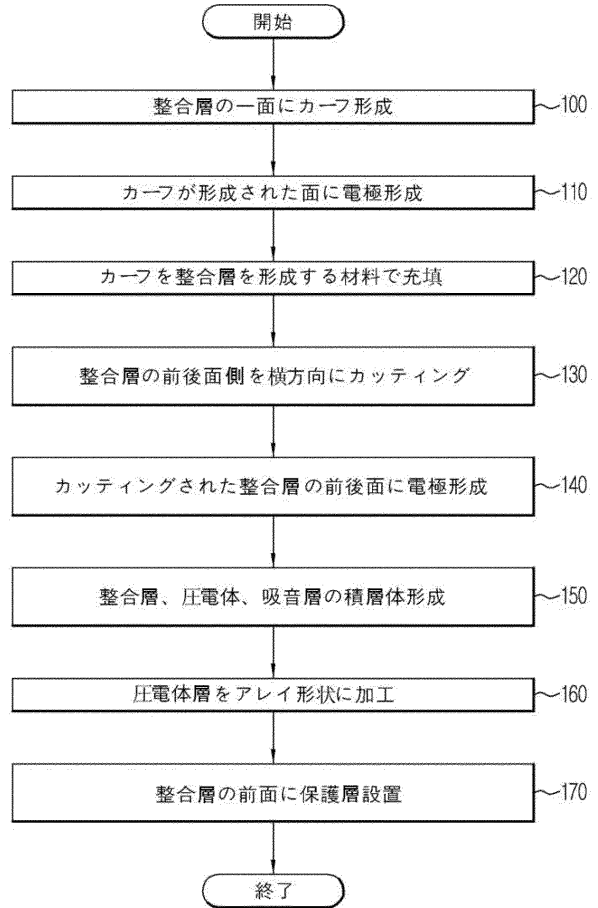 開始
整合層の一面にカーフ形成
100
カーフが形成された面に電極形成
110
カーフを整合層を形成する材料で充填
120
整合層の前後面側を横方向にカッティング
130
カッティングされた整合層の前後面に電極形成
140
整合層、圧電体、吸音層の積層体形成
150
圧電体層をアレイ形状に加工
160
整合層の前面に保護層設置
170
終了